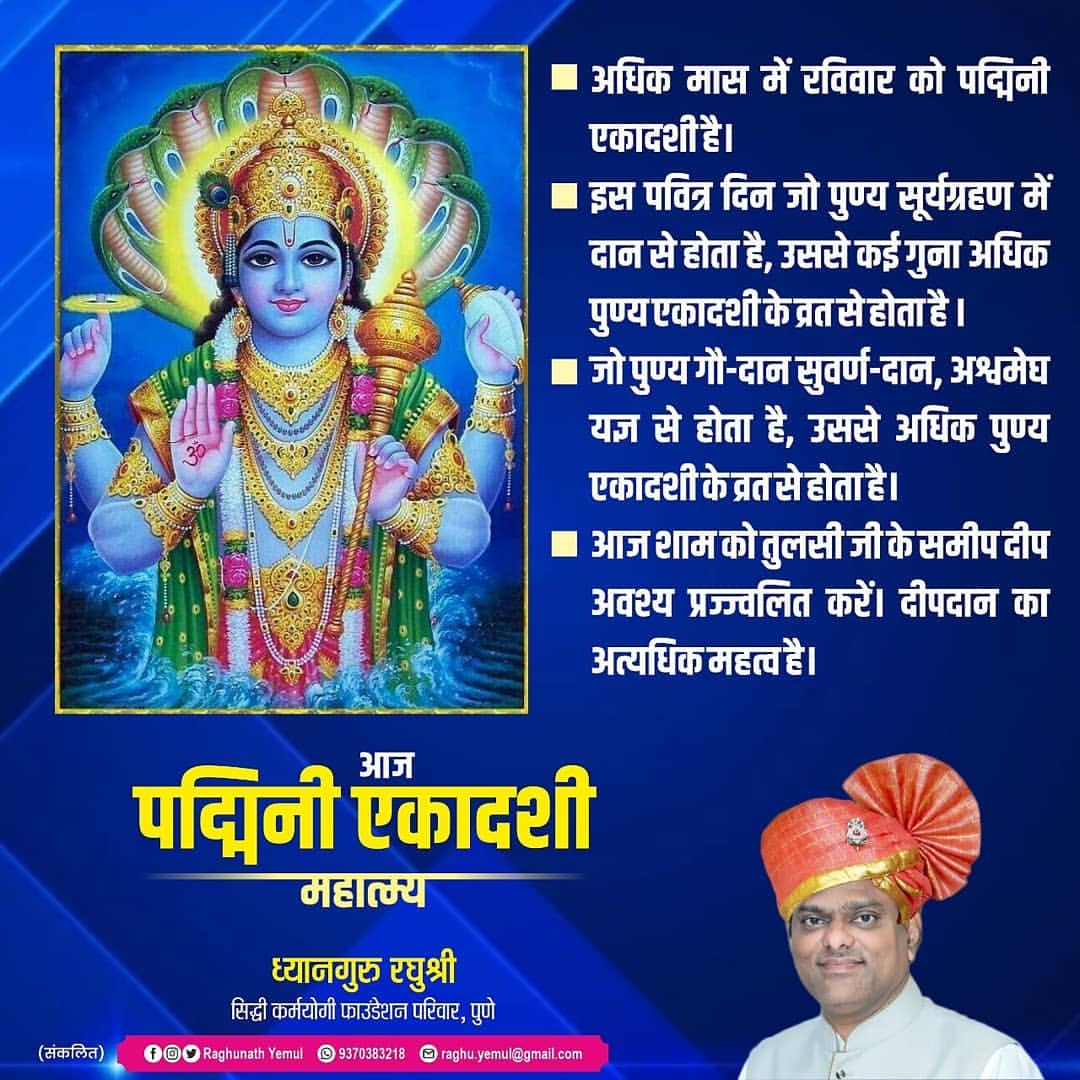 अधिक मास में रविवार को पद्मिनी
एकादशी है।
इस पवित्र दिन जो पुण्य सूर्यग्रहण में
दान से होता है, उससे कई गुना अधिक
पुण्य एकादशी के व्रत से होता है ।
जो पुण्य गौ-दान सुवर्ण-दान, अश्वमेघ
यज्ञ से होता है, उससे अधिक पुण्य
एकादशी के व्रत से होता है।
आज शाम को तुलसी जी के समीप दीप
अवश्य प्रज्ज्वलित करें। दीपदान का
अत्यधिक महत्व है।
ॐ
आज
पद्मिनी एकादशी
महात्म्य
ध्यानगुरु रघुश्री
सिद्धी कर्मयोगी फाउंडेशन परिवार, पुणे
(संकलित) Raghunath Yemul 9370383218 raghu.yemul@gmail.com